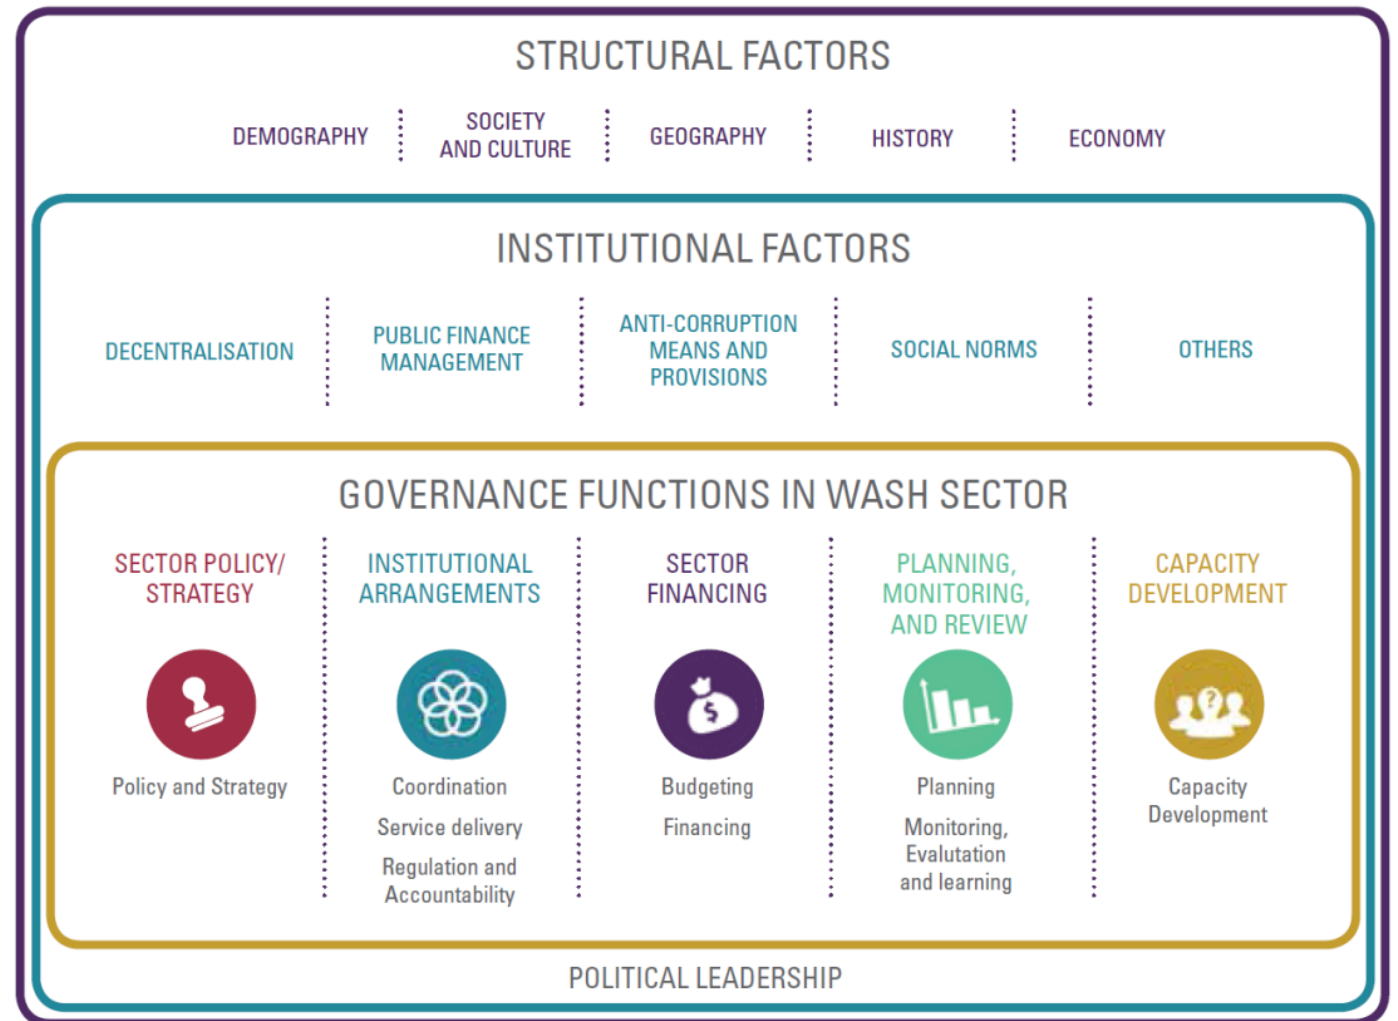 STRUCTURAL FACTORS
DEMOGRAPHY
SOCIETY
AND CULTURE
GEOGRAPHY
HISTORY
ECONOMY
INSTITUTIONAL FACTORS
DECENTRALISATION
PUBLIC FINANCE
MANAGEMENT
ANTI-CORRUPTION
MEANS AND
PROVISIONS
SOCIAL NORMS
OTHERS
GOVERNANCE FUNCTIONS IN WASH SECTOR
SECTOR POLICY/
STRATEGY
Policy and Strategy
INSTITUTIONAL
ARRANGEMENTS
Coordination
Service delivery
Regulation and
Accountability
SECTOR
FINANCING
$
Budgeting
Financing
PLANNING,
MONITORING,
AND REVIEW
Planning
Monitoring,
Evalutation
and learning
CAPACITY
DEVELOPMENT
?
Capacity
Development
POLITICAL LEADERSHIP